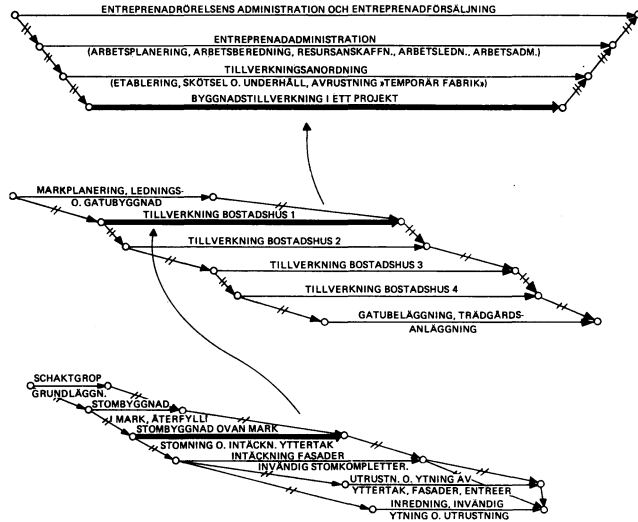 ENTREPRENADRÖRELSENS ADMINISTRATION OCH ENTREPRENADFÖRSÄLJNING
ENTREPRENADADMINISTRATION
(ARBETSPLANERING, ARBETSBEREDNING, RESURSANSKAFFN., ARBETSLEDN.. ARBETSADM.)
TILLVERKNINGSANORDNING
(ETABLERING, SKÖTSEL O. UNDERHÅLL, AVRUSTNING »TEMPORÄR FABRIK»)
BYGGNADSTILLVERKNING I ETT PROJEKT
MARKPLANERING, LEDNINGS-
O. GATUBYGGNAD
TILLVERKNING BOSTADSHUS 1
TILLVERKNING BOSTADSHUS 2
TILLVERKNING BOSTADSHUS 3
TILLVERKNING BOSTADSHUS 4
GATUBELÄGGNING, TRÄDGÅRDS-
ANLÄGGNING
SCHAKTGROP
GRUNDLÄGGN.
STOMBYGGNAD
I MARK, ÅTERFYLLI
STOMBYGGNAD OVAN MARK
STOMNING O. INTÄCKN. YTTERTAK
INTÄCKNING FASADER
INVÄNDIG STOMKOMPLETTER.
UTRUSTN. O. YTNING AV
YTTERTAK, FASADER, ENTREER
INREDNING, INVÄNDIG
YTNING O. UTRUSTNING